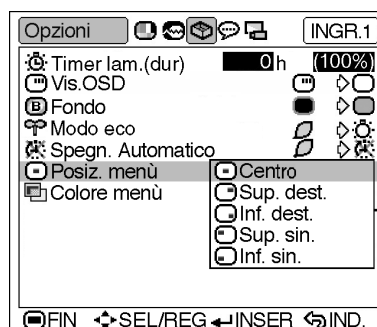 Opzioni INGR.1
Timer lam.(dur) 0 h (100%)
Vis.OSD
B Fondo
Modo eco
Spegn. Automatico
Posiz. menù Centro
Colore menù Sup. dest.
Inf. dest.
Sup. sin.
Inf. sin.
FIN SEL/REG INSER IND.